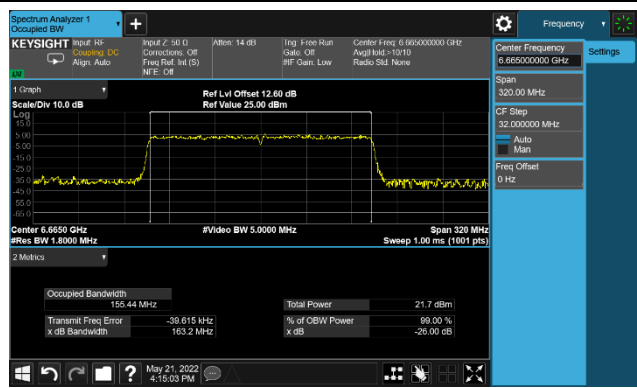 Spectrum Analyzer 1
Occupied BW
+
Frequency
KEYSIGHT
Input: RF
Coupling: DC
Align: Auto
Input Z: 50 Ω
Corrections: Off
Freq Ref: Int (S)
NFE: Off
Atten: 14 dB
Trig: Free Run
Gate: Off
#IF Gain: Low
Center Freq: 6.665000000 GHz
Avg|Hold:>10/10
Radio Std: None
LXI
Center Frequency
6.665000000 GHz
Settings
Span
320.00 MHz
CF Step
32.000000 MHz
Auto
Man
Freq Offset
0 Hz
1 Graph
Scale/Div 10.0 dB
Ref Lvl Offset 12.60 dB
Ref Value 25.00 dBm
Log
15.0
5.00
-5.00
-15.0
-25.0
-35.0
-45.0
-55.0
-65.0
Center 6.6650 GHz
#Res BW 1.8000 MHz
#Video BW 5.0000 MHz
Span 320 MHz
Sweep 1.00 ms (1001 pts)
2 Metrics
Occupied Bandwidth
155.44 MHz
Total Power
21.7 dBm
Transmit Freq Error
-39.615 kHz
% of OBW Power
99.00 %
x dB Bandwidth
163.2 MHz
x dB
-26.00 dB
?
May 21, 2022
4:15:03 PM